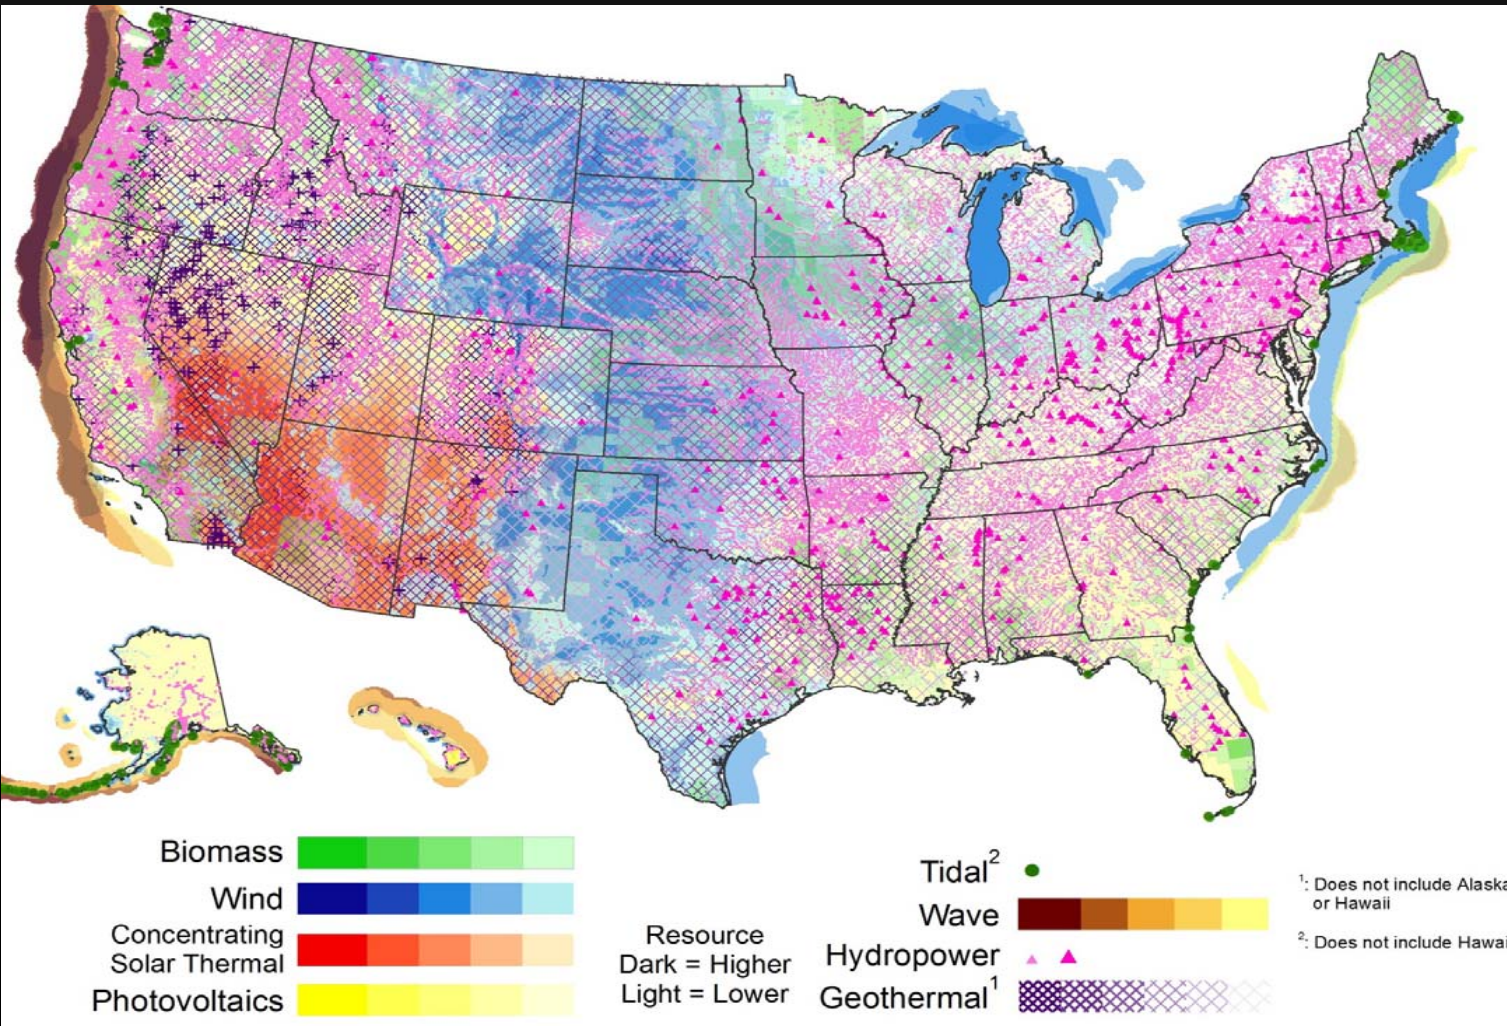 Biomass
Wind
Concentrating
Solar Thermal
Photovoltaics
Resource
Dark = Higher
Light = Lower
Tidal2
Wave
Hydropower
Geothermal1
1: Does not include Alaska
or Hawaii
2: Does not include Hawaii